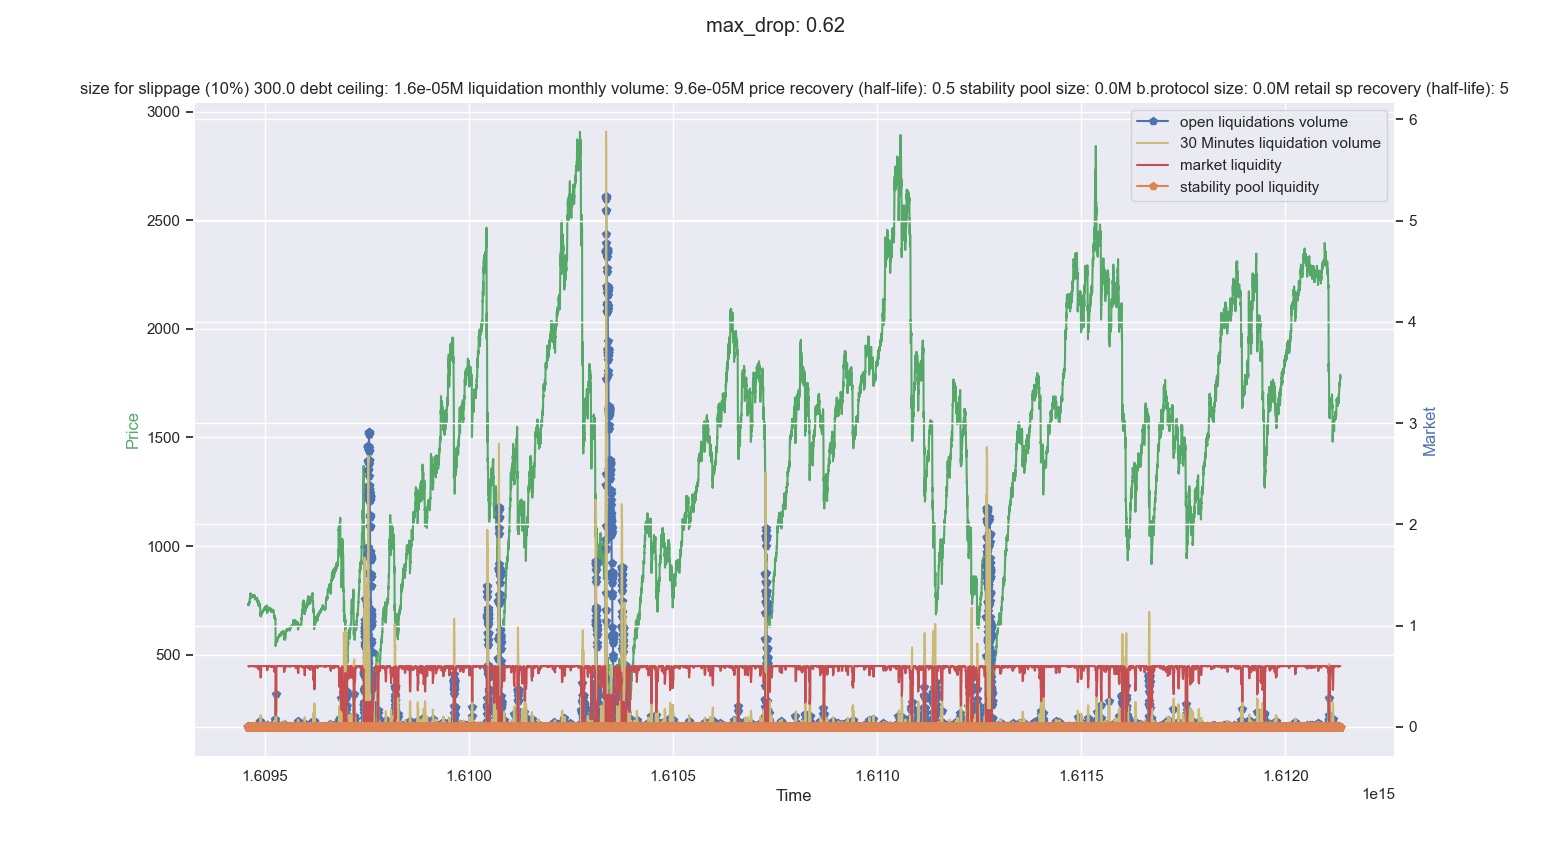 max_drop: 0.62
size for slippage (10%) 300.0 debt ceiling: 1.6e-05M liquidation monthly volume: 9.6e-05M price recovery (half-life): 0.5 stability pool size: 0.0M b.protocol size: 0.0M retail sp recovery (half-life): 5
3000
2500
2000
1500
1000
500
Price
open liquidations volume
30 Minutes liquidation volume
market liquidity
stability pool liquidity
6
5
4
3
2
1
0
Market
1.6095 1.6100 1.6105 1.6110 1.6115 1.6120
1e15
Time